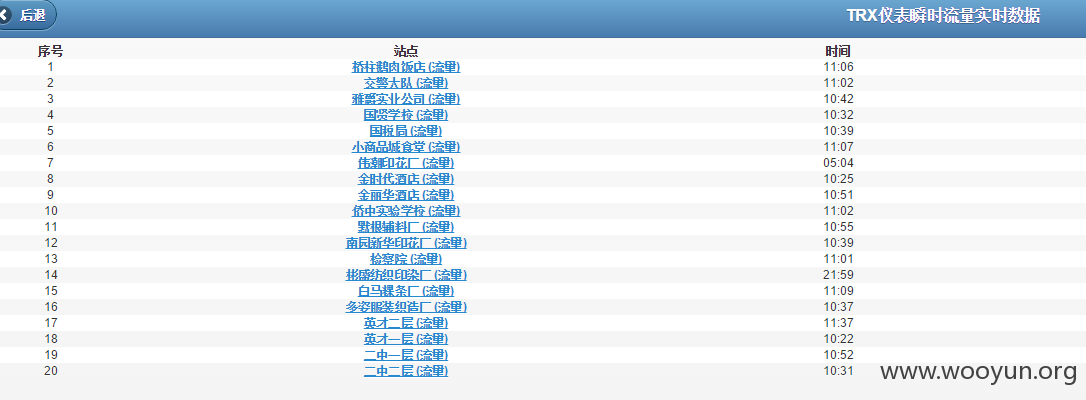 后退 TRX仪表瞬时流量实时数据
序号 站点 时间
1 桥柱鹅肉饭店 (流量) 11:06
2 交警大队 (流量) 11:02
3 雅爵实业公司 (流量) 10:42
4 国贤学校 (流量) 10:32
5 国税局 (流量) 10:39
6 小商品城食堂 (流量) 11:07
7 伟潮印花厂 (流量) 05:04
8 金时代酒店 (流量) 10:25
9 金丽华酒店 (流量) 10:51
10 侨中实验学校 (流量) 11:02
11 默根辅料厂 (流量) 10:55
12 南园新华印花厂 (流量) 10:39
13 检察院 (流量) 11:01
14 彬盛纺织印染厂 (流量) 21:59
15 白马粿条厂 (流量) 11:09
16 多姿服装织造厂 (流量) 10:37
17 英才二层 (流量) 11:37
18 英才一层 (流量) 10:22
19 二中一层 (流量) 10:52
20 二中二层 (流量) 10:31
www.wooyun.org